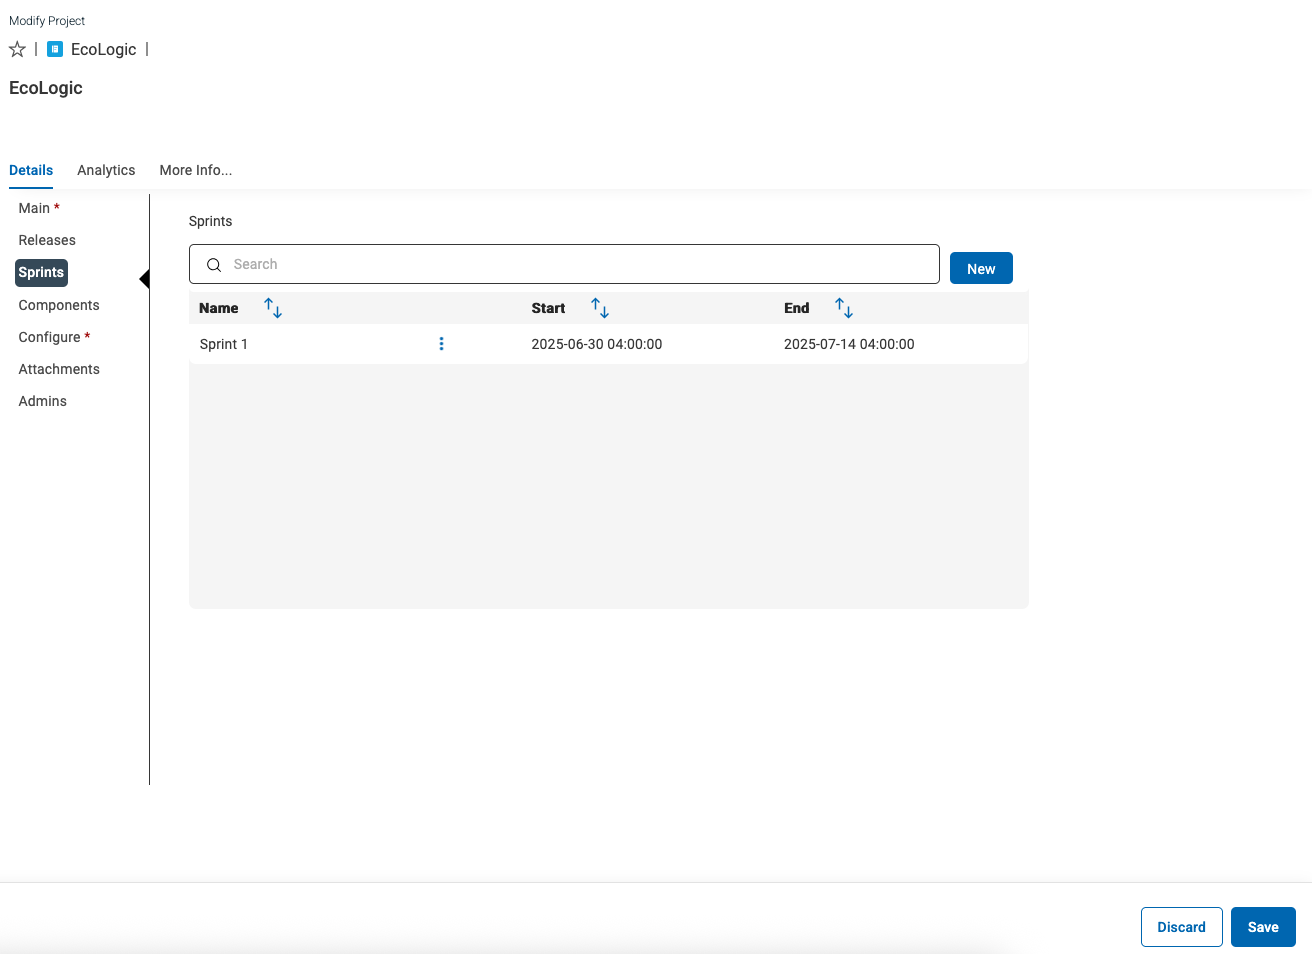 Modify Project
EcoLogic
EcoLogic
Details Analytics More Info...
Main *
Releases
Sprints
Components
Configure *
Attachments
Admins
Sprints
Search
New
Name Start End
Sprint 1 2025-06-30 04:00:00 2025-07-14 04:00:00
Discard Save